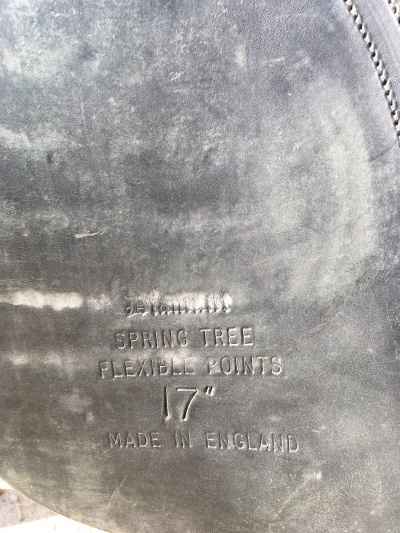 SPRING TREE
FLEXIBLE POINTS
17"
MADE IN ENGLAND